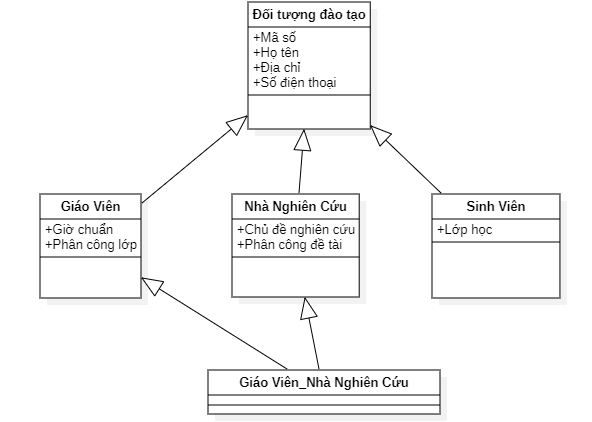 Đối tượng đào tạo
+Mã số
+Họ tên
+Địa chỉ
+Số điện thoại
Giáo Viên
+Giờ chuẩn
+Phân công lớp
Nhà Nghiên Cứu
+Chủ đề nghiên cứu
+Phân công đề tài
Sinh Viên
+Lớp học
Giáo Viên_Nhà Nghiên Cứu